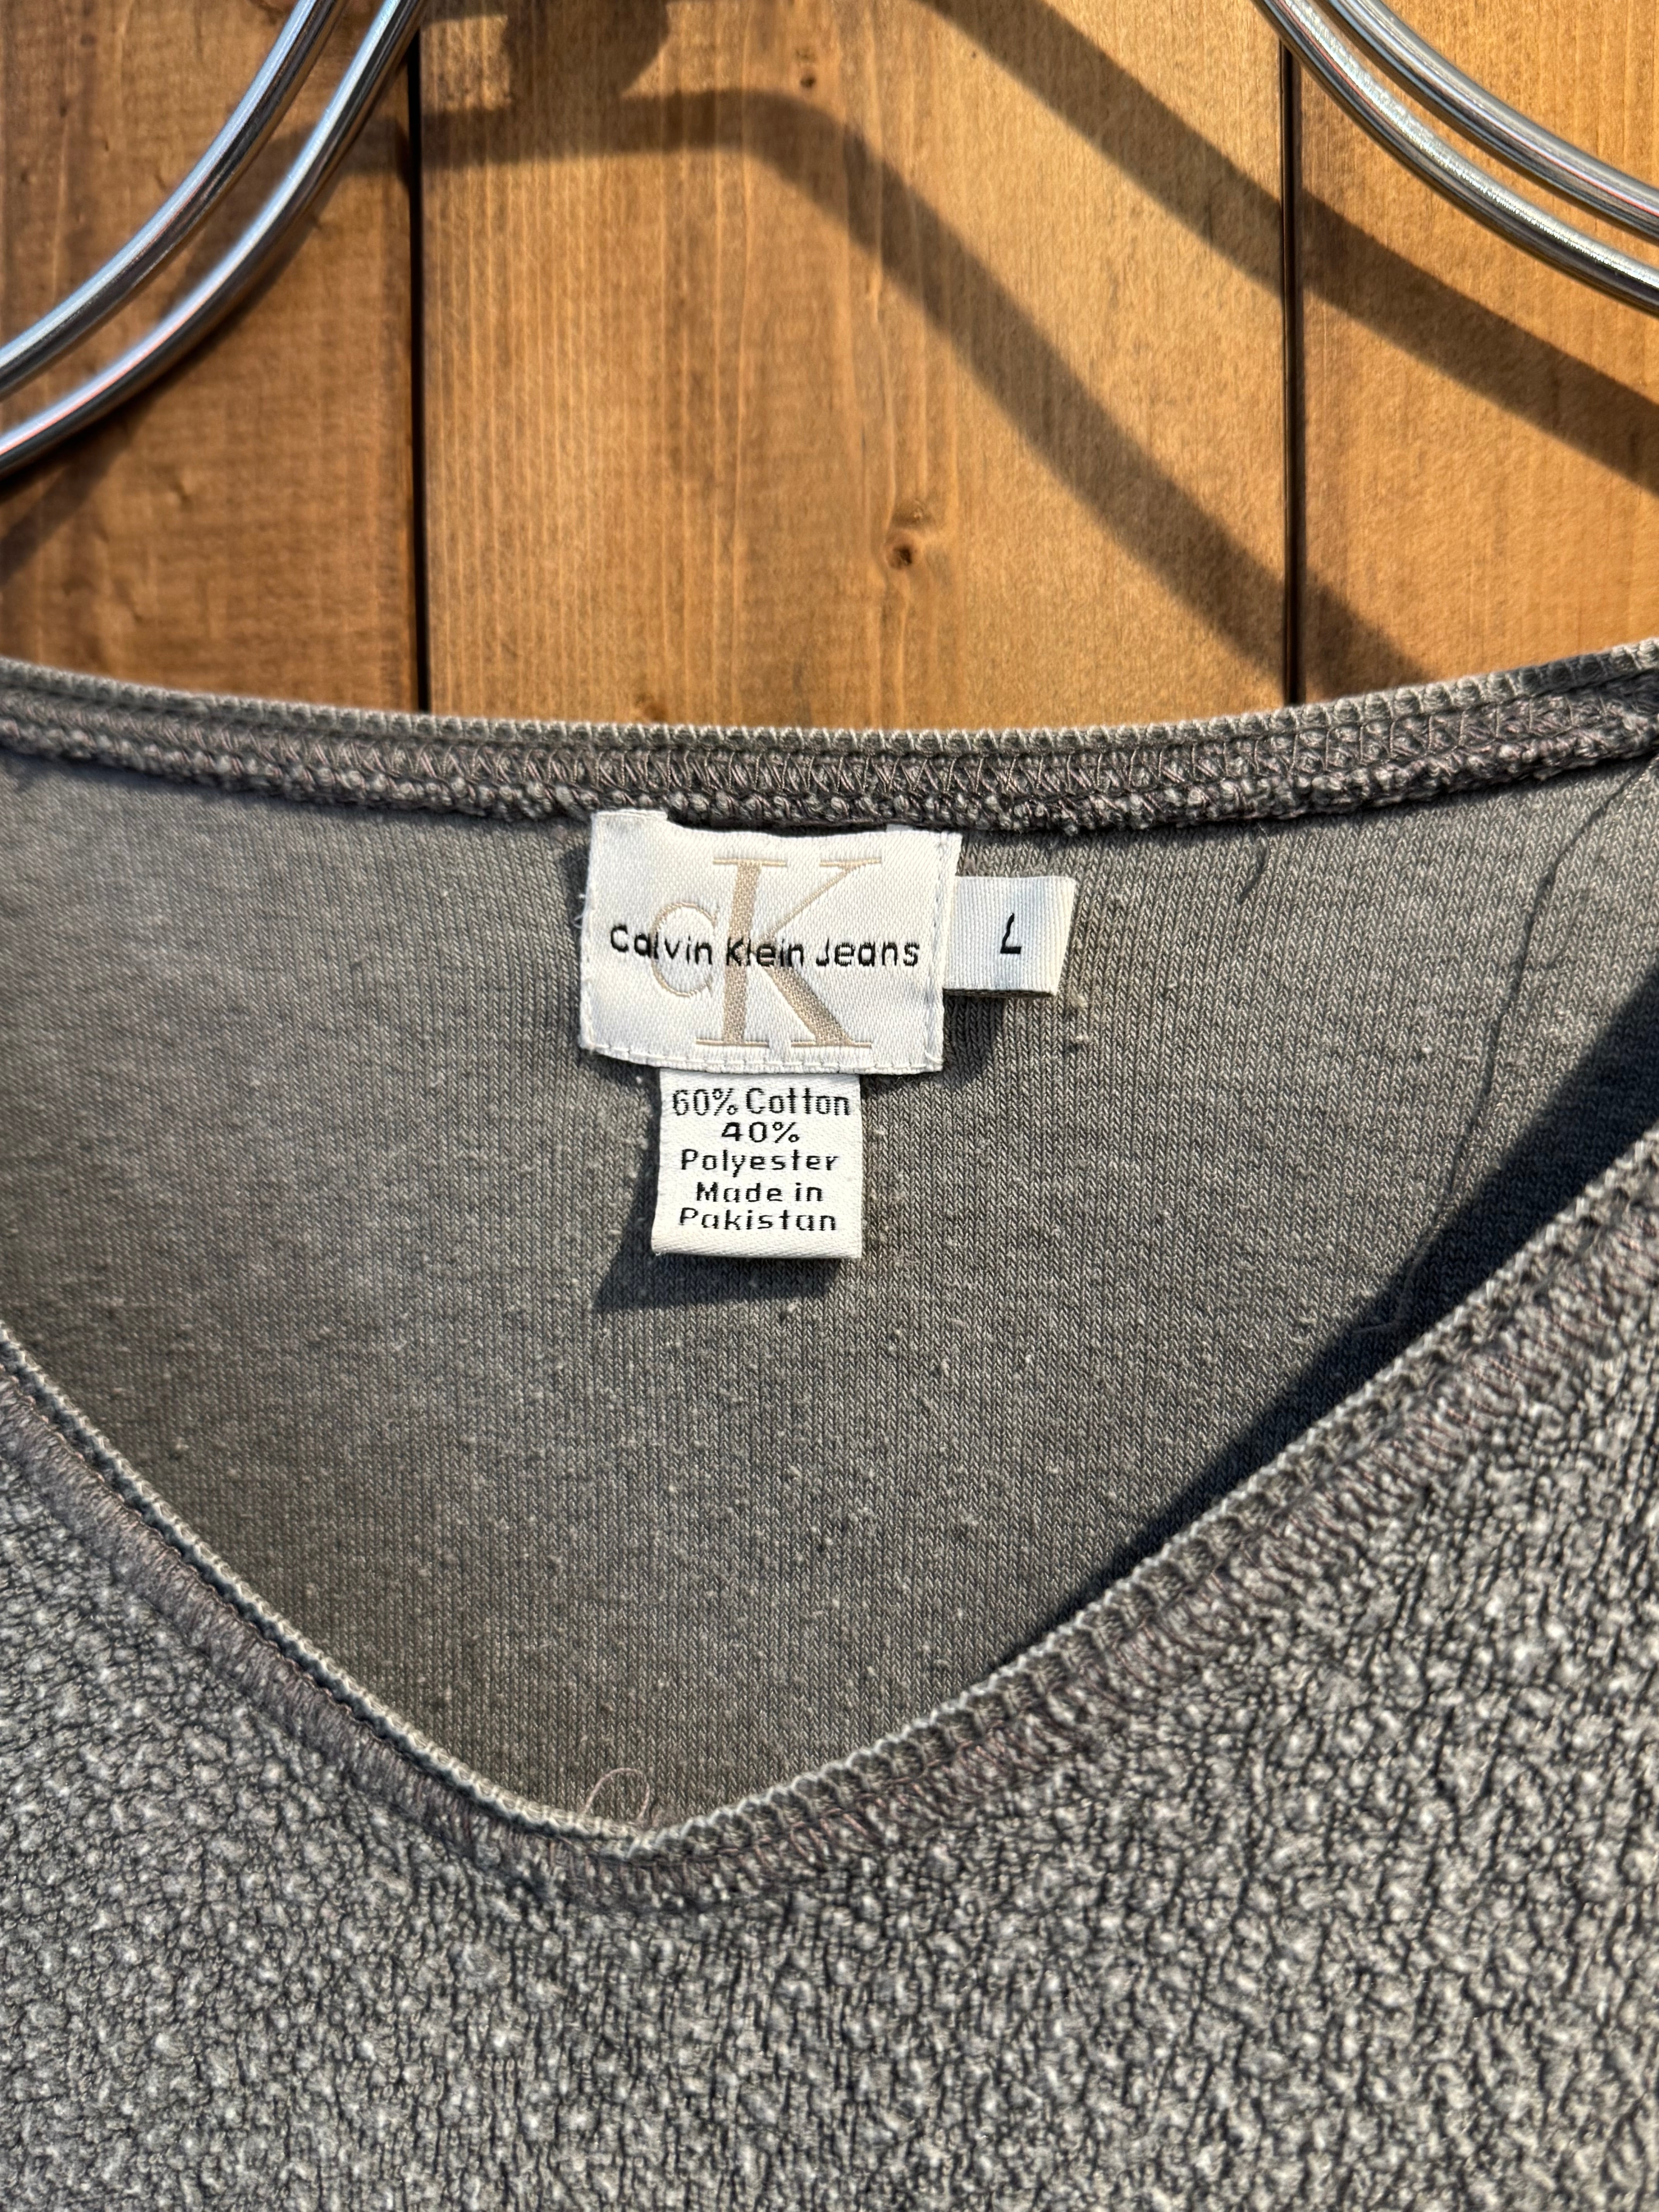 cK
Calvin Klein Jeans
L
60% Cotton
40%
Polyester
Made in
Pakistan